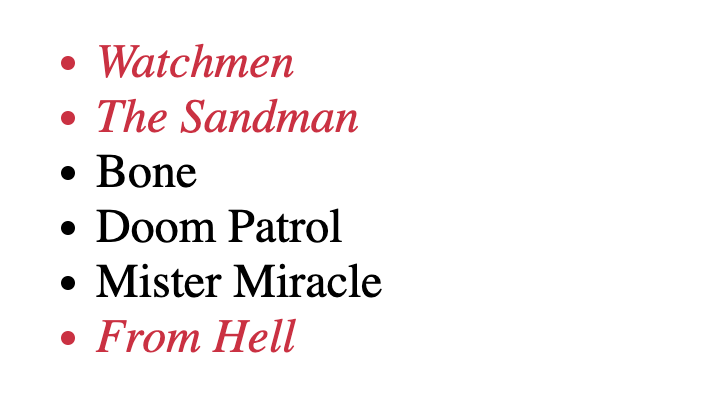 Watchmen
The Sandman
Bone
Doom Patrol
Mister Miracle
From Hell